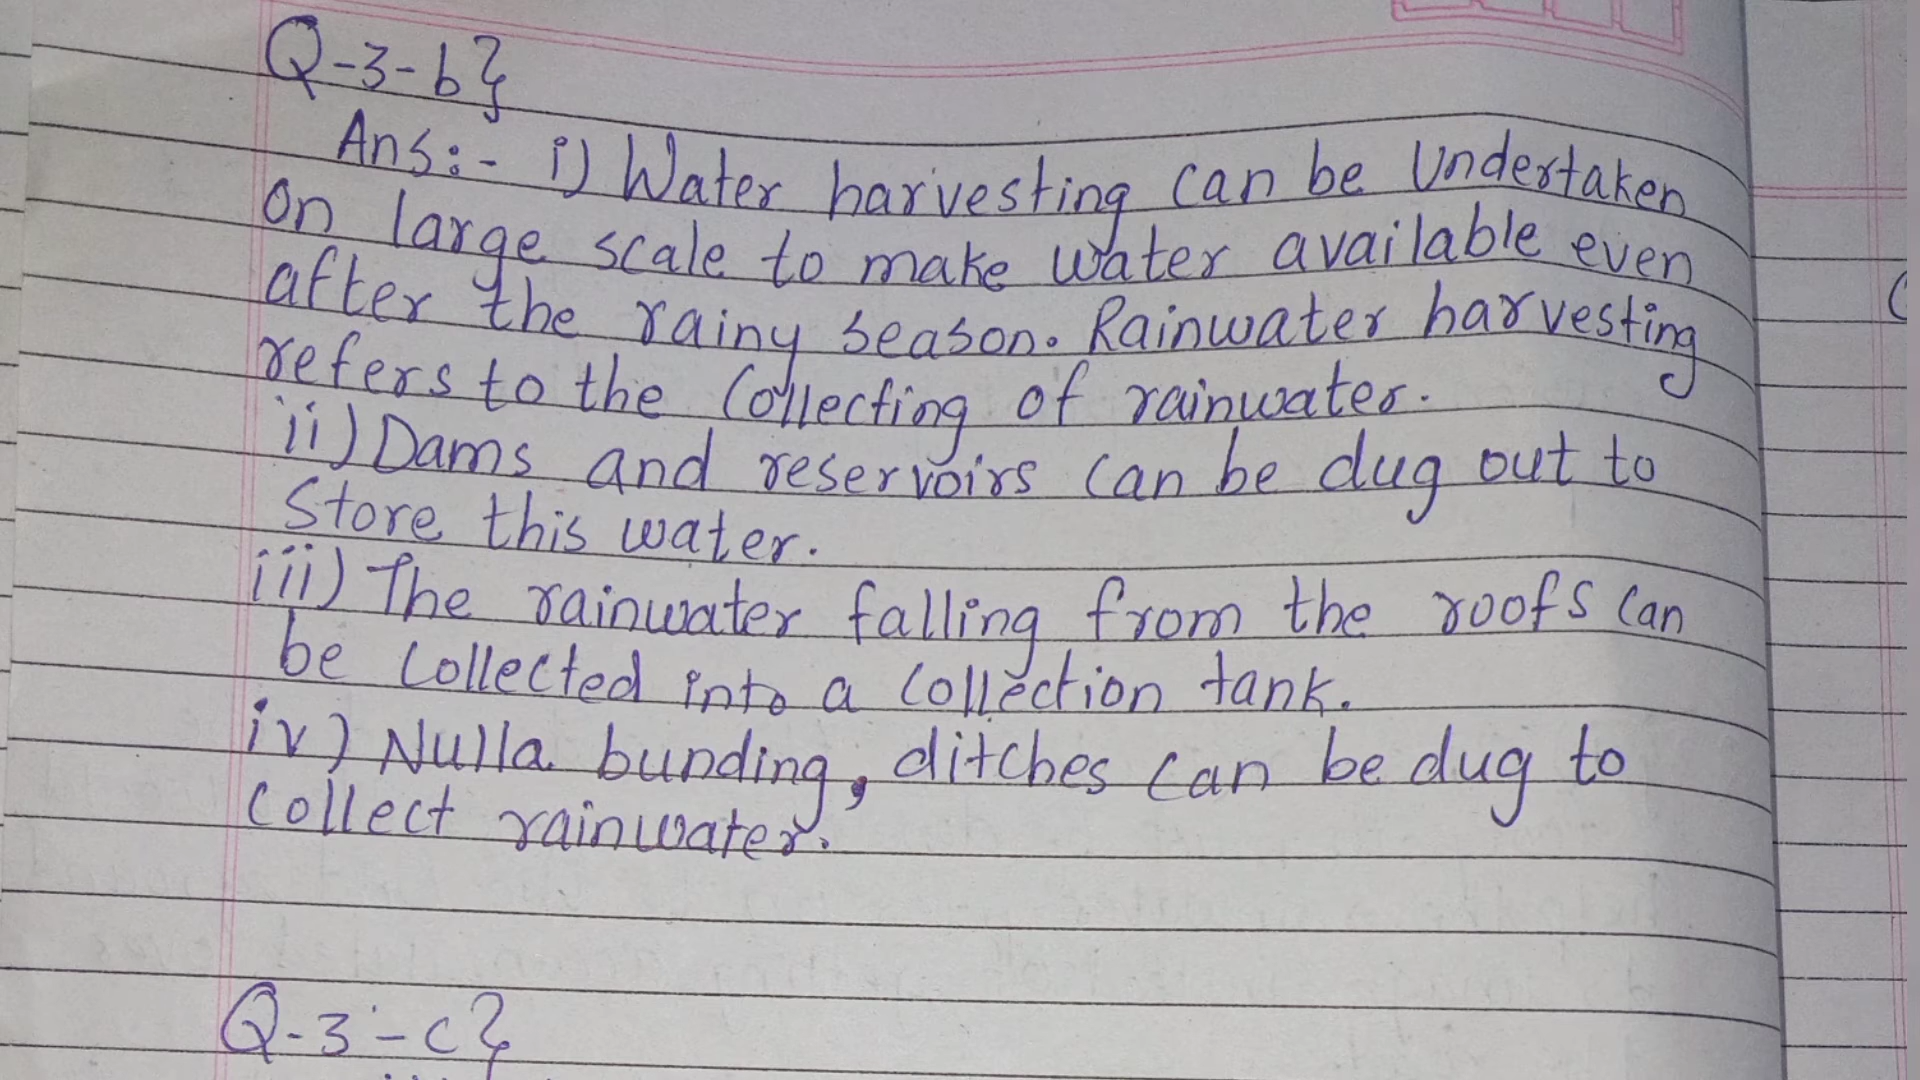 Q-3-b}
Ans:- i) Water harvesting can be Undertaken
on large scale to make water available even
after the rainy season. Rainwater harvesting
refers to the Collecting of rainwater.
ii) Dams and reservoirs can be dug out to
Store this water.
iii) The rainwater falling from the roofs can
be collected into a collection tank.
iv) Nulla bunding, ditches can be dug to
Collect rainwater.
Q-3-c}